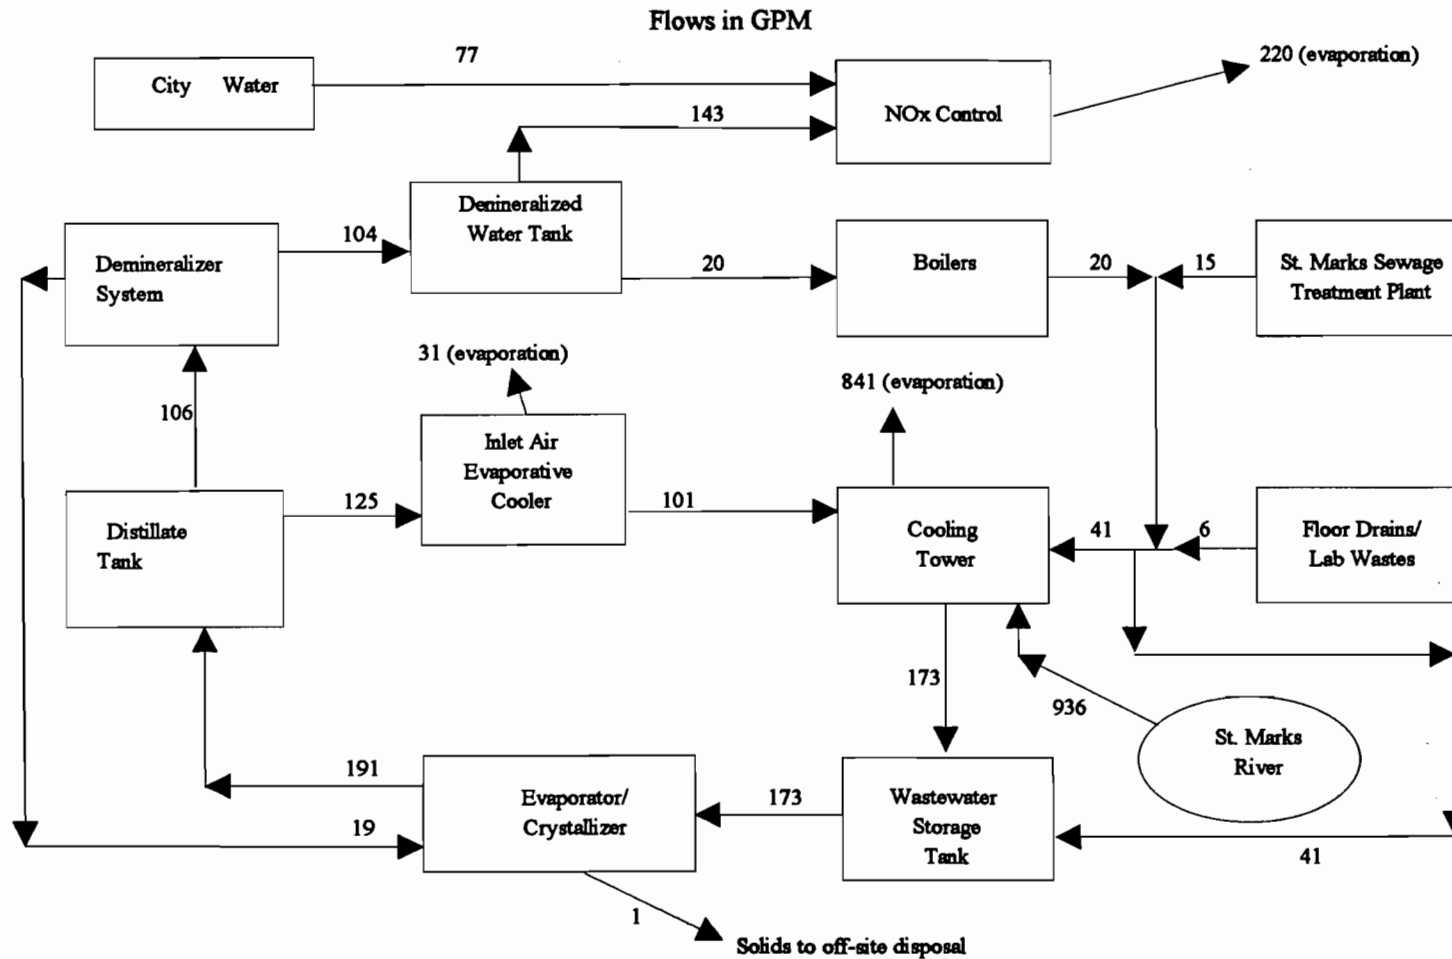 Flows in GPM
77
220 (evaporation)
City Water
NOx Control
143
Denineralized
Water Tank
104
Demineralizer
System
20
Boilers
20
15
St. Marks Sewage
Treatment Plant
31 (evaporation)
841 (evaporation)
106
Inlet Air
Evaporative
Cooler
125
101
Distillate
Tank
Cooling
Tower
41
6
Floor Drains/
Lab Wastes
173
936
St. Marks
River
191
Evaporator/
Crystallizer
173
Wastewater
Storage
Tank
19
41
1
Solids to off-site disposal